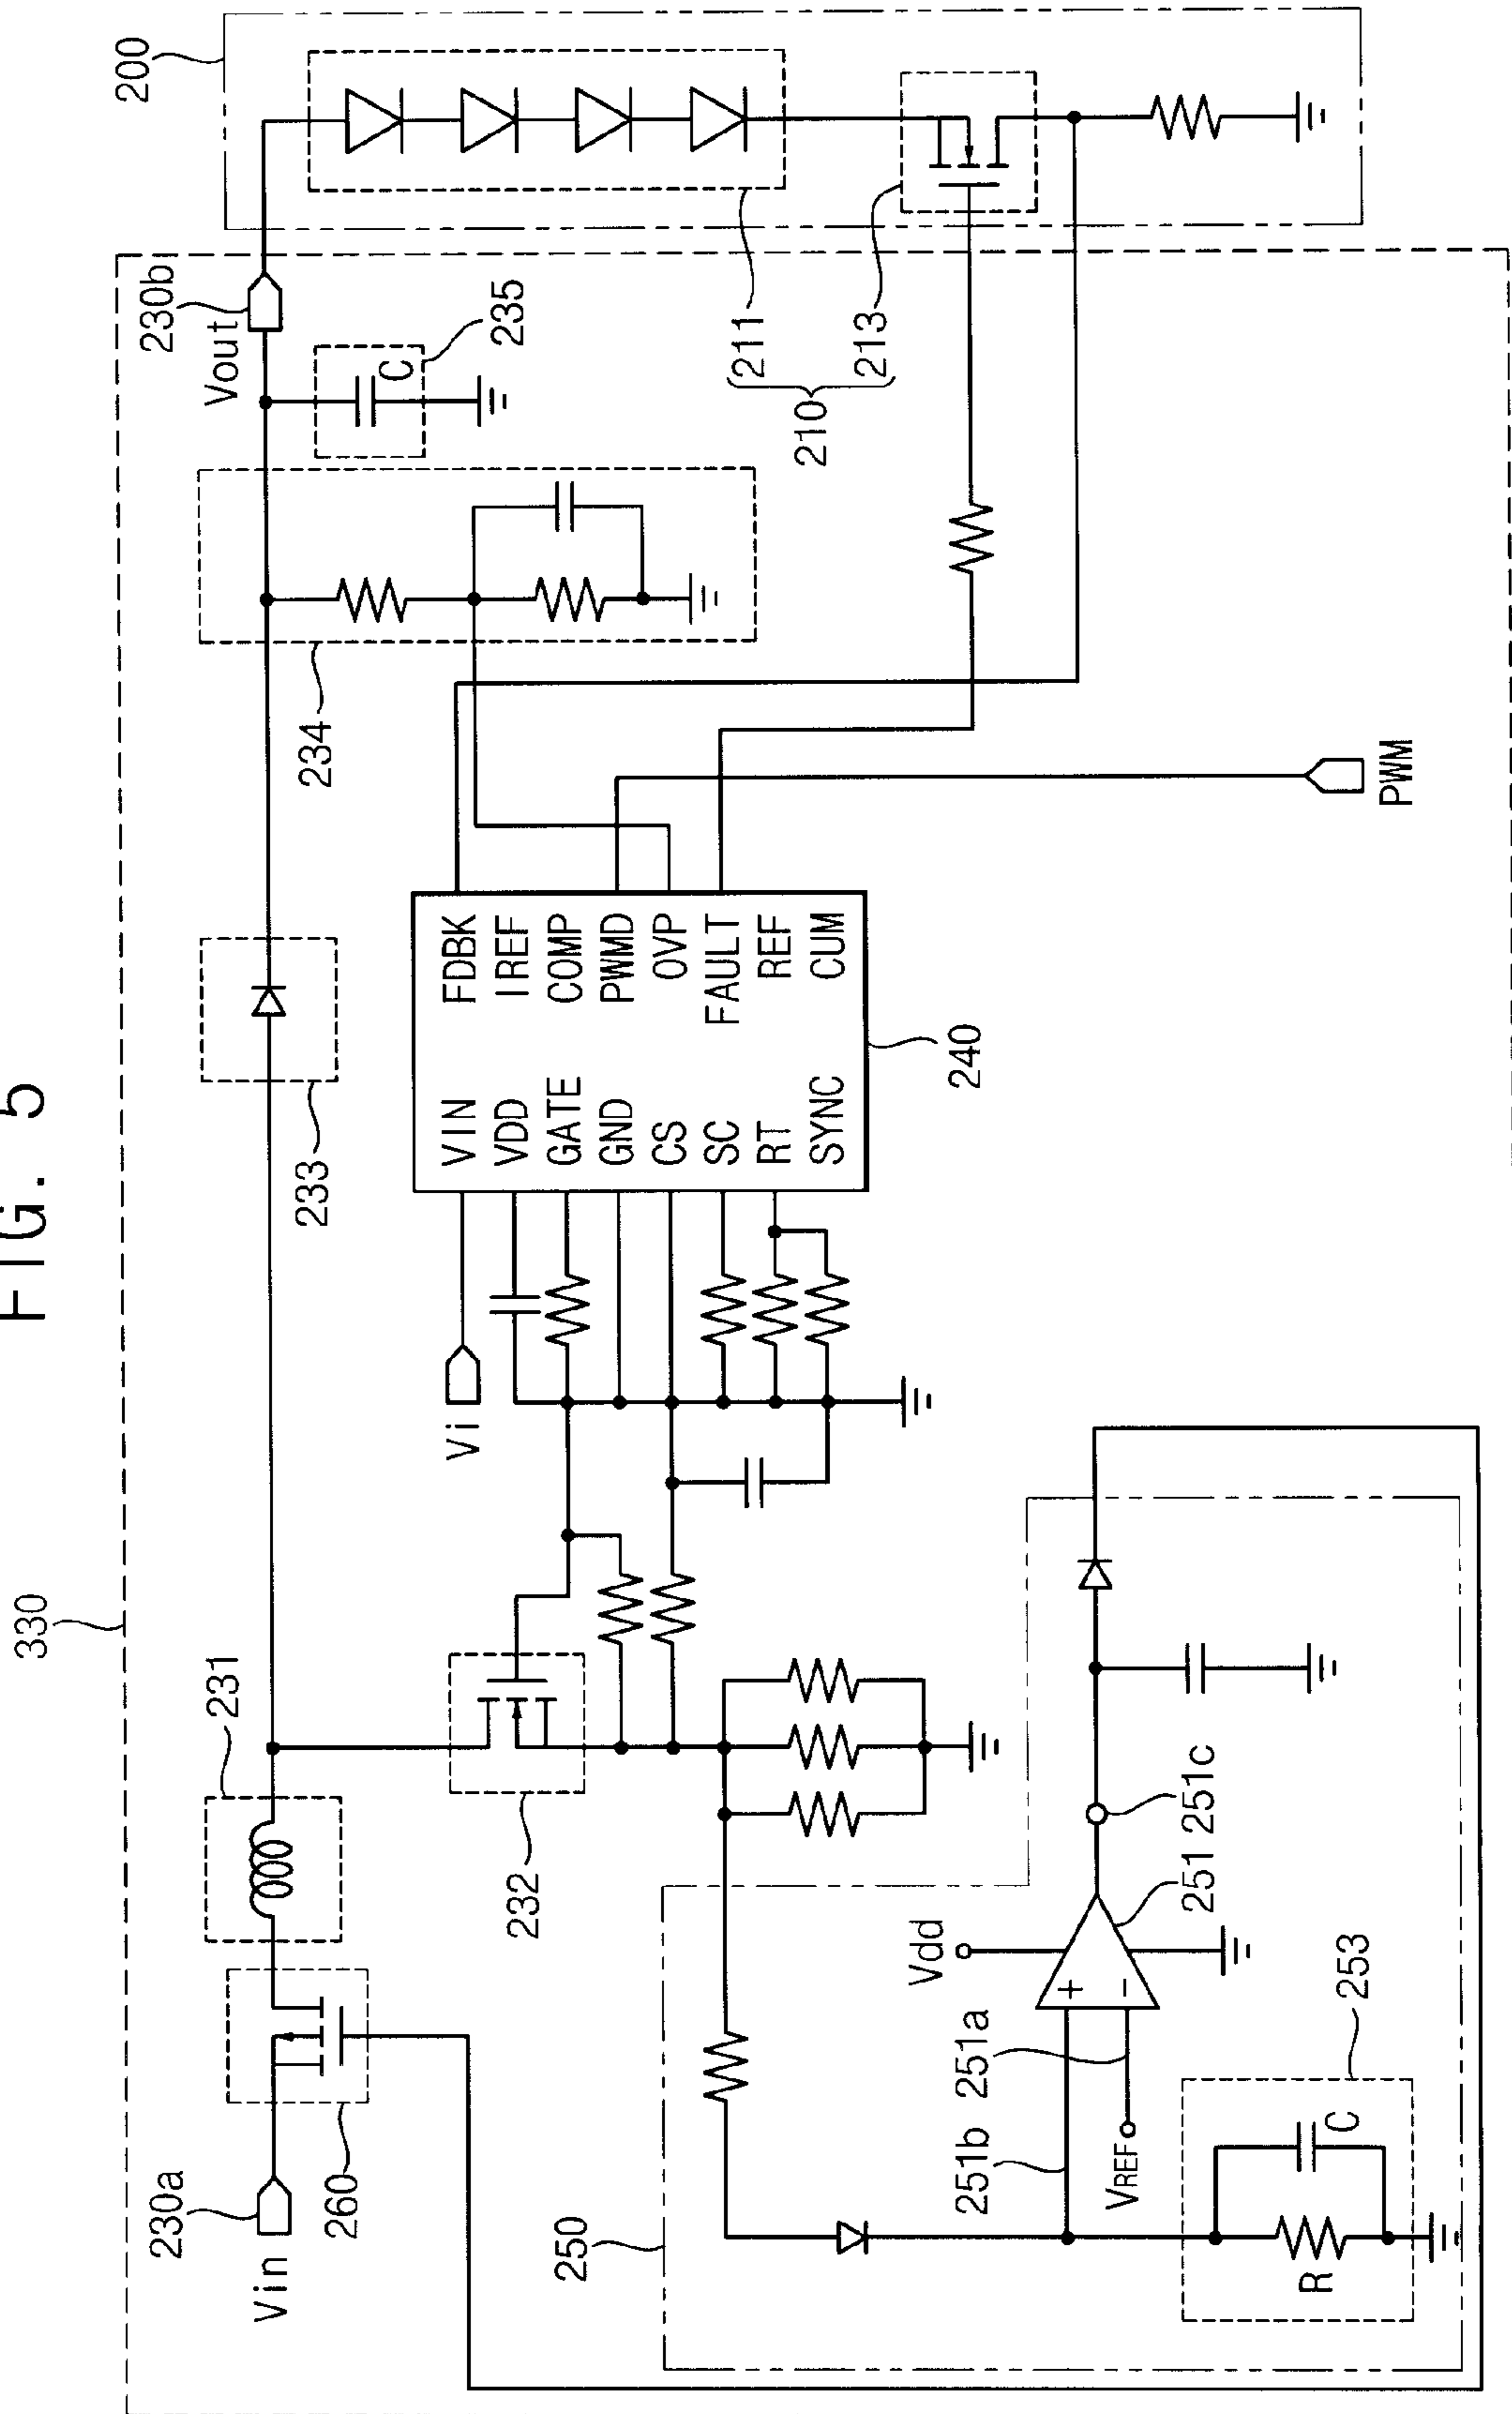 FIG. 5
330
200
230a
Vin
260
231
232
233
234
Vout
230b
C
235
Vi
VIN
VDD
GATE
GND
CS
SC
RT
SYNC
FDBK
IREF
COMP
PWMD
OVP
FAULT
REF
CUM
240
211
213
210
PWM
250
251b
251a
VREF
Vdd
+
-
251
251c
253
R
C